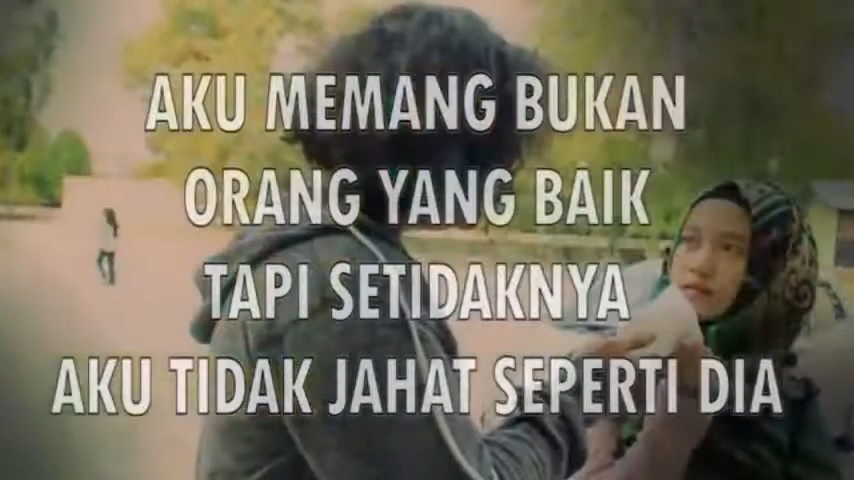 AKU MEMANG BUKAN
ORANG YANG BAIK
TAPI SETIDAKNYA
AKU TIDAK JAHAT SEPERTI DIA